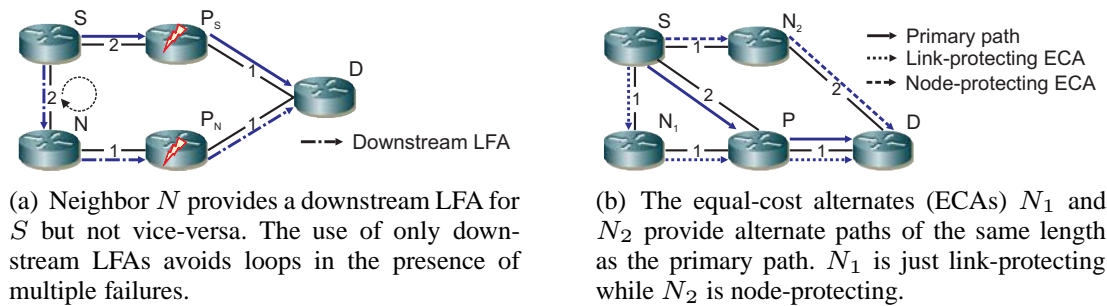 S
P_S
2
1
D
2
N
P_N
1
1
Downstream LFA
(a) Neighbor N provides a downstream LFA for
S but not vice-versa. The use of only down-
stream LFAs avoids loops in the presence of
multiple failures.
S
N_2
1
Primary path
Link-protecting ECA
Node-protecting ECA
1
2
2
N_1
P
D
1
1
(b) The equal-cost alternates (ECAs) N_1 and
N_2 provide alternate paths of the same length
as the primary path. N_1 is just link-protecting
while N_2 is node-protecting.